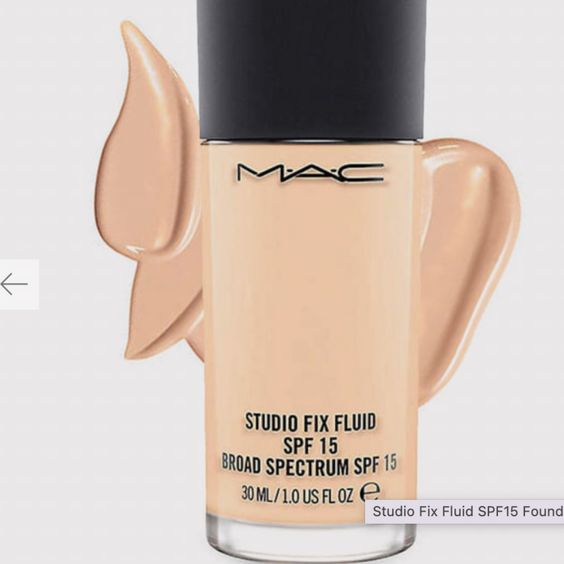 MAC
STUDIO FIX FLUID
SPF 15
BROAD SPECTRUM SPF 15
30 ML / 1.0 US FL OZ e
Studio Fix Fluid SPF15 Found